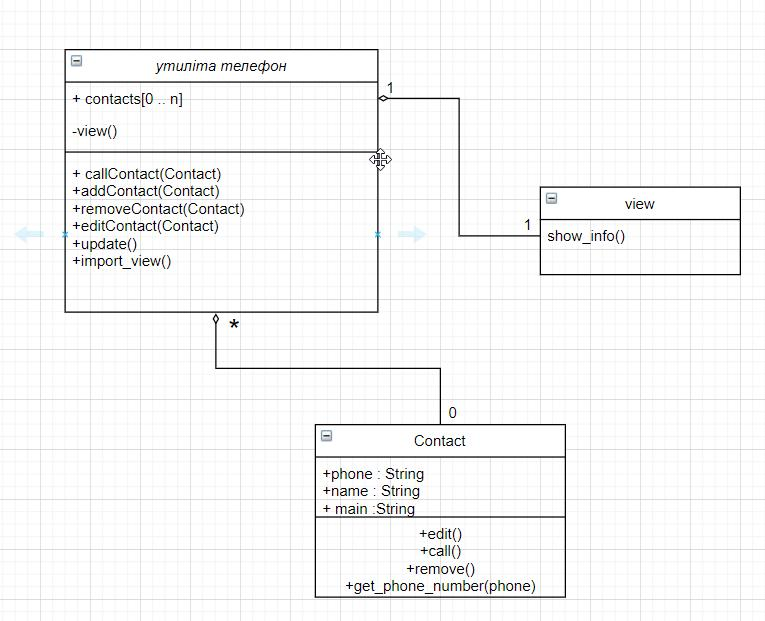 утиліта телефон
+ contacts[0 .. n]
-view()
+ callContact(Contact)
+addContact(Contact)
+removeContact(Contact)
+editContact(Contact)
+update()
+import_view()
1
1
view
show_info()
*
0
Contact
+phone : String
+name : String
+ main :String
+edit()
+call()
+remove()
+get_phone_number(phone)